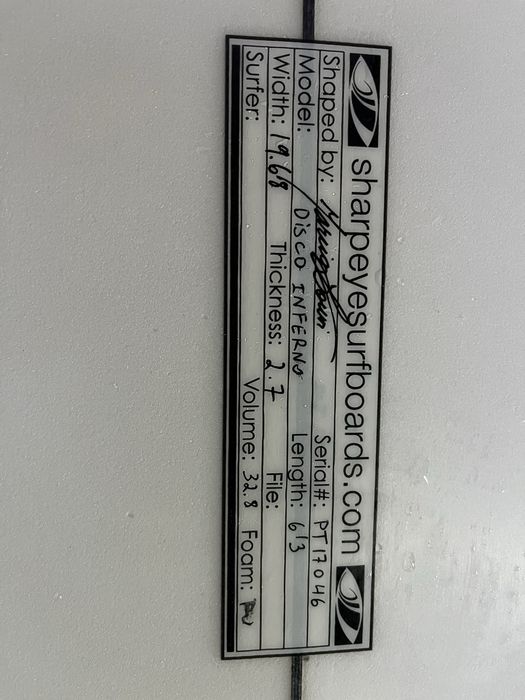 sharpeyesurfboards.com
Shaped by: Serial#: PT17046
Model: DISCO INFERNO Length: 6'3
Width: 19.68 Thickness: 2.7 File:
Surfer: Volume: 32.8 Foam: PU